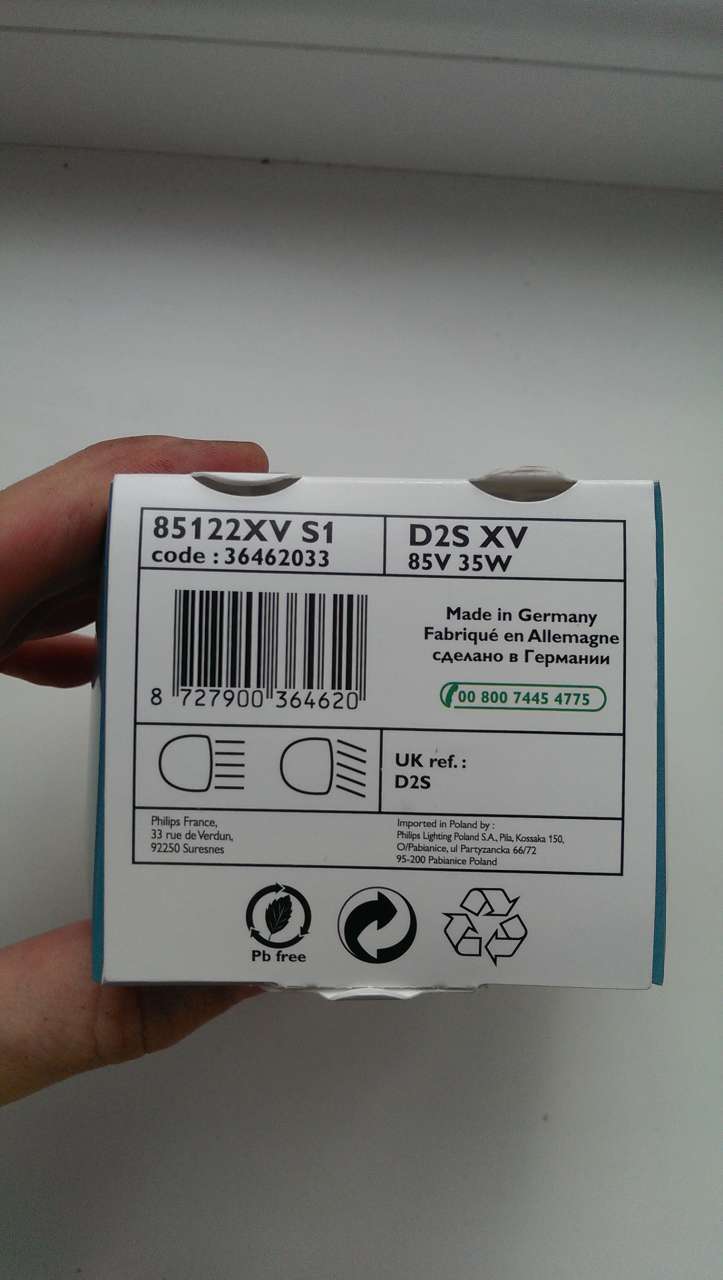 85122XV S1
code : 36462033
D2S XV
85V 35W
Made in Germany
Fabriqué en Allemagne
сделано в Германии
00 800 7445 4775
8 727900 364620
UK ref. :
D2S
Philips France,
33 rue de Verdun,
92250 Suresnes
Imported in Poland by :
Philips Lighting Poland S.A., Pila, Kossaka 150,
O/Pabianice, ul Partyzancka 66/72
95-200 Pabianice Poland
Pb free